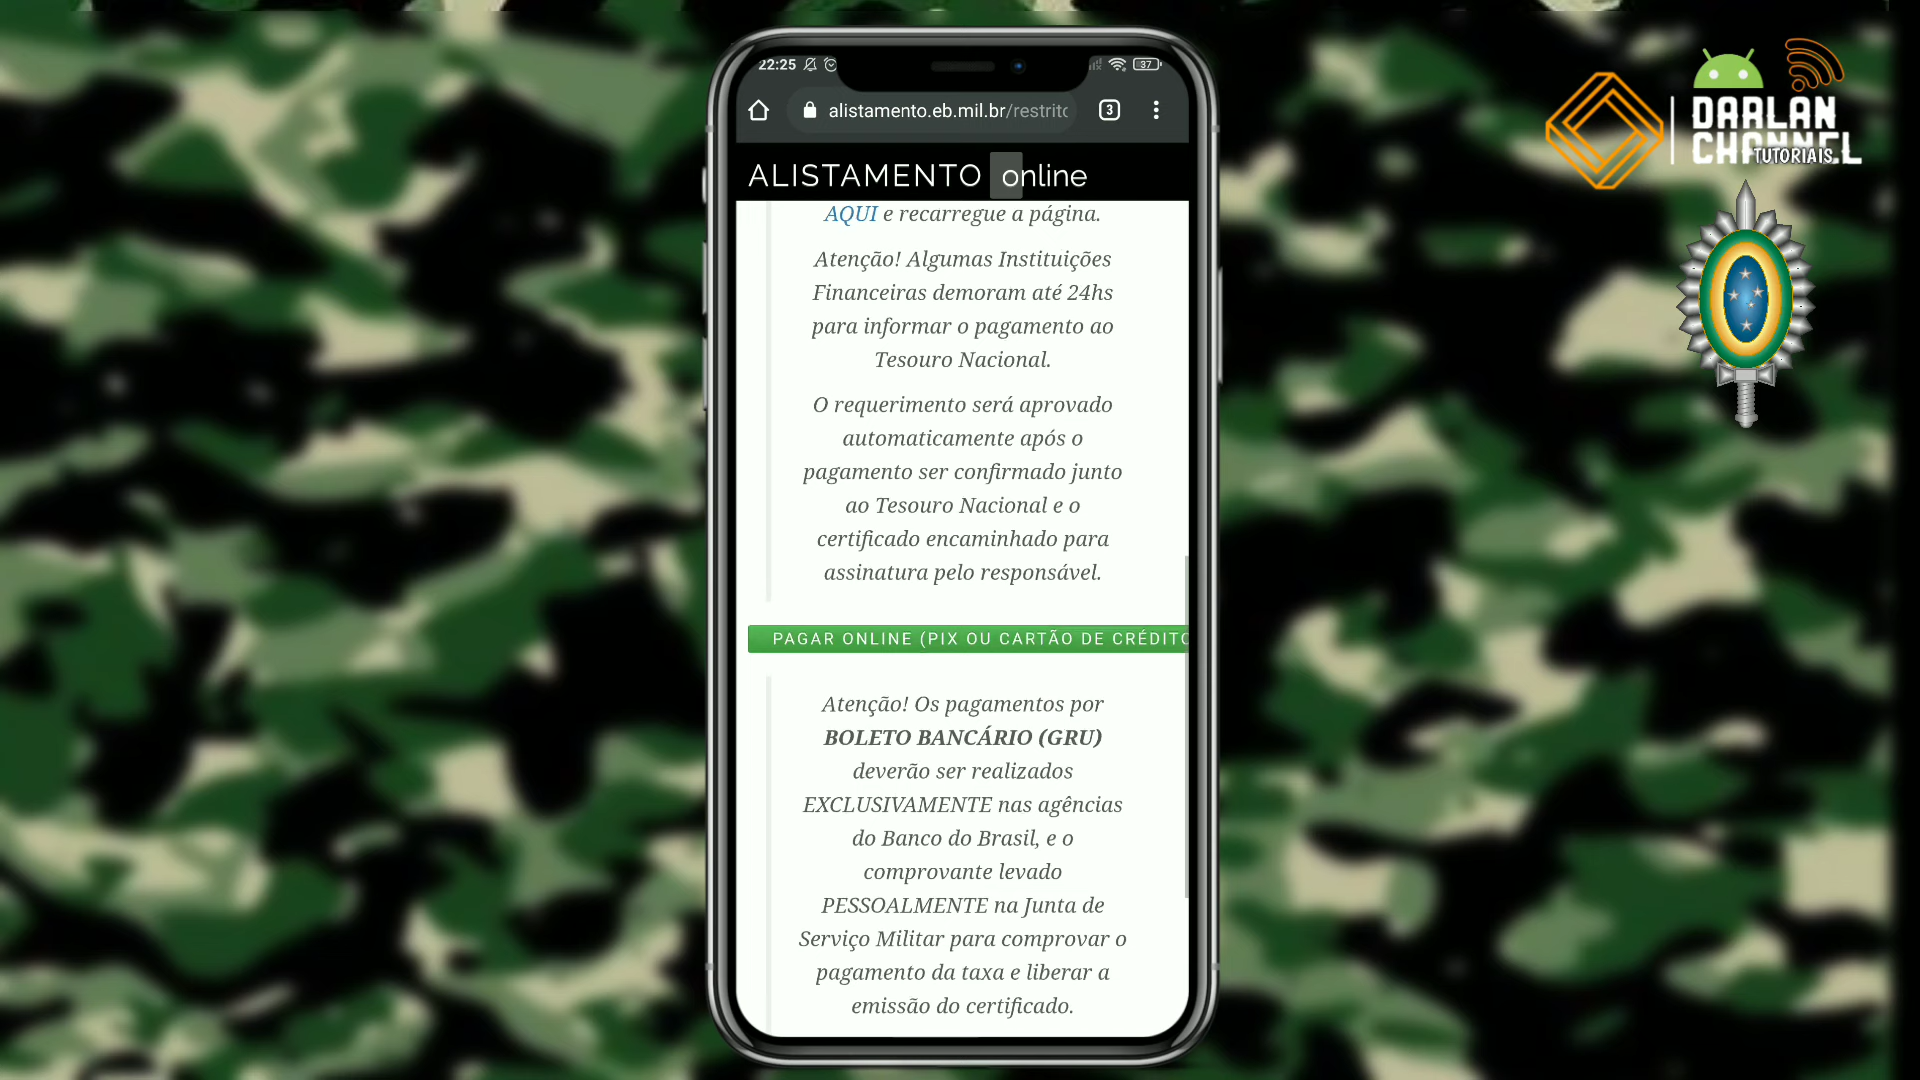 22:25
37
alistamento.eb.mil.br/restrito
3
ALISTAMENTO online
AQUI e recarregue a página.
Atenção! Algumas Instituições
Financeiras demoram até 24hs
para informar o pagamento ao
Tesouro Nacional.
O requerimento será aprovado
automaticamente após o
pagamento ser confirmado junto
ao Tesouro Nacional e o
certificado encaminhado para
assinatura pelo responsável.
PAGAR ONLINE (PIX OU CARTÃO DE CRÉDITO
Atenção! Os pagamentos por
BOLETO BANCÁRIO (GRU)
deverão ser realizados
EXCLUSIVAMENTE nas agências
do Banco do Brasil, e o
comprovante levado
PESSOALMENTE na Junta de
Serviço Militar para comprovar o
pagamento da taxa e liberar a
emissão do certificado.
DARLAN
CHANNEL
TUTORIAIS